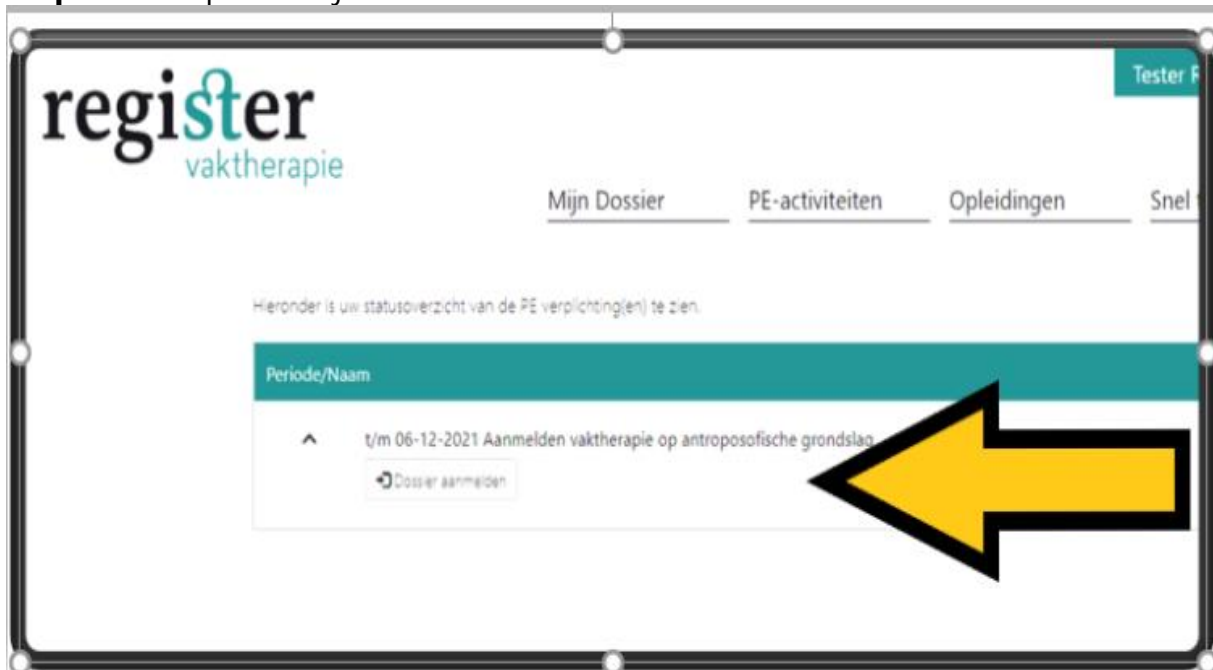 register
vaktherapie
Tester
Mijn Dossier PE-activiteiten Opleidingen Snel
Hieronder is uw statusoverzicht van de PE verplichting(en) te zien.
Periode/Naam
t/m 06-12-2021 Aanmelden vaktherapie op antroposofische grondslag
Dossier aanmelden